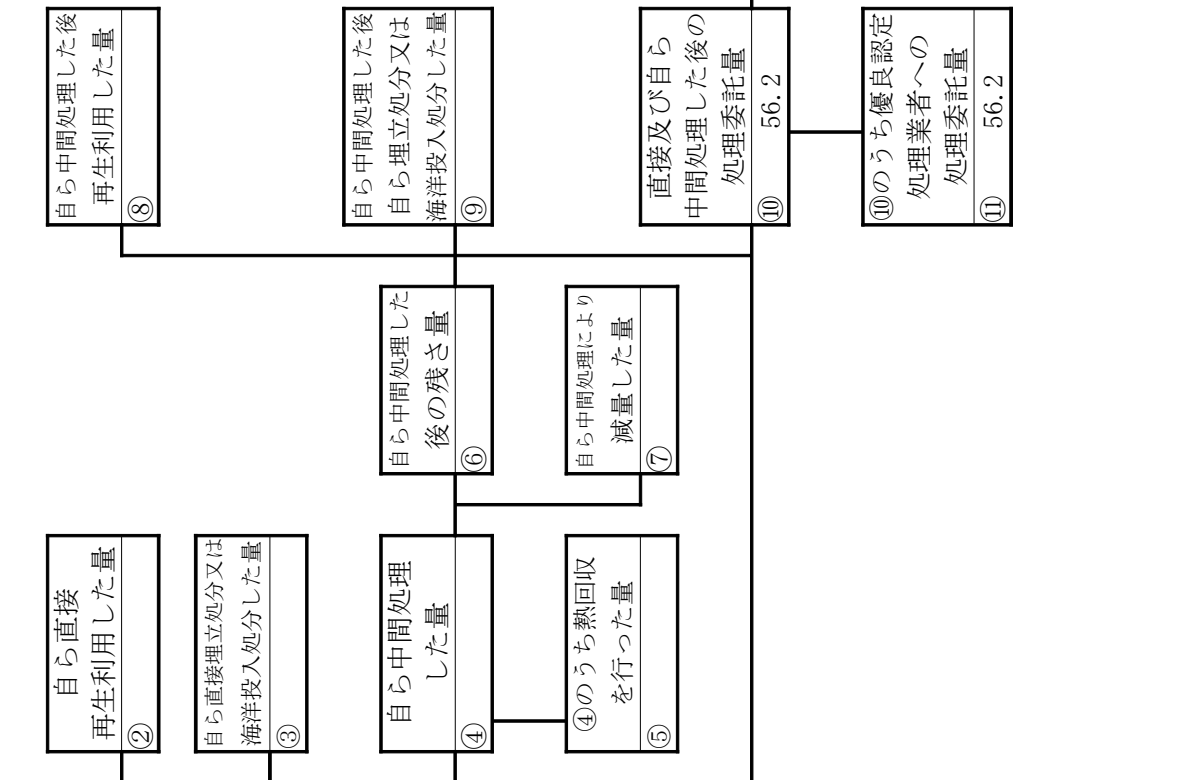 自ら直接
再生利用した量
②
自ら直接埋立処分又は
海洋投入処分した量
③
自ら中間処理
した量
④
④のうち熱回収
を行った量
⑤
自ら中間処理した
後の残さ量
⑥
自ら中間処理により
減量した量
⑦
自ら中間処理した後
再生利用した量
⑧
自ら中間処理した後
自ら埋立処分又は
海洋投入処分した量
⑨
直接及び自ら
中間処理した後の
処理委託量
⑩ 56.2
⑩のうち優良認定
処理業者への
処理委託量
⑪ 56.2